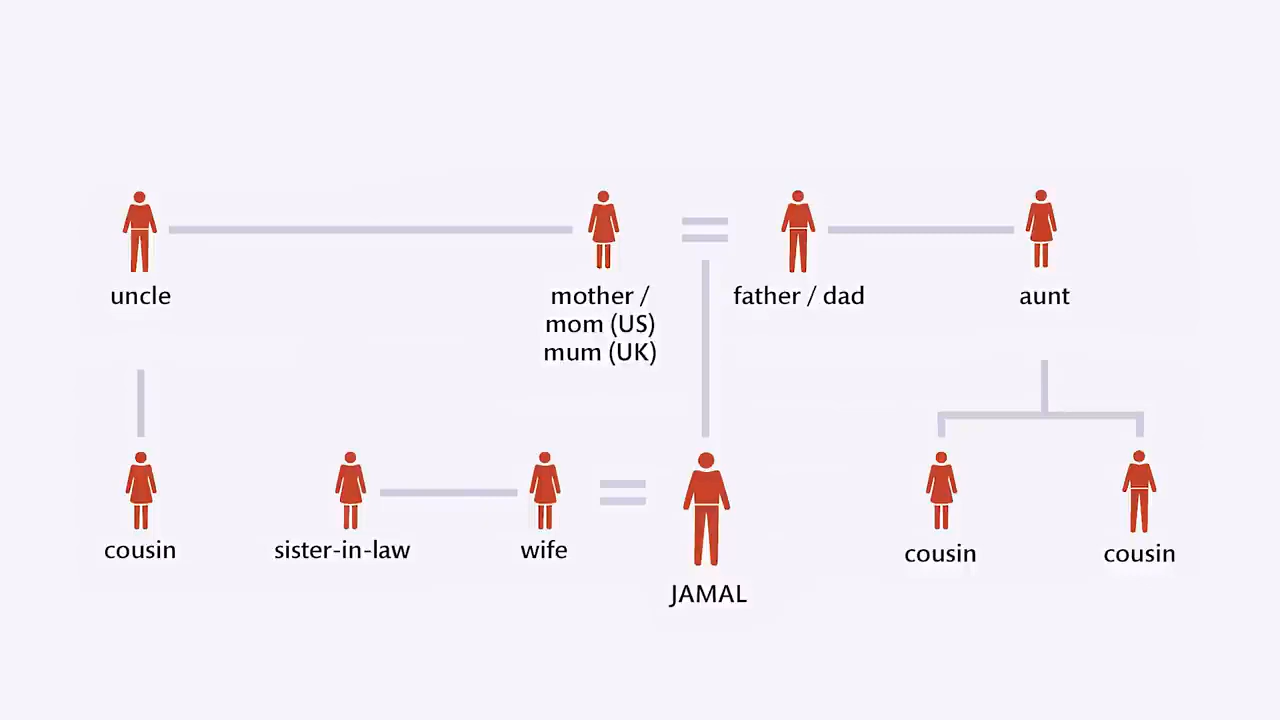 uncle
mother /
mom (US)
mum (UK)
father / dad
aunt
cousin
sister-in-law
wife
JAMAL
cousin
cousin